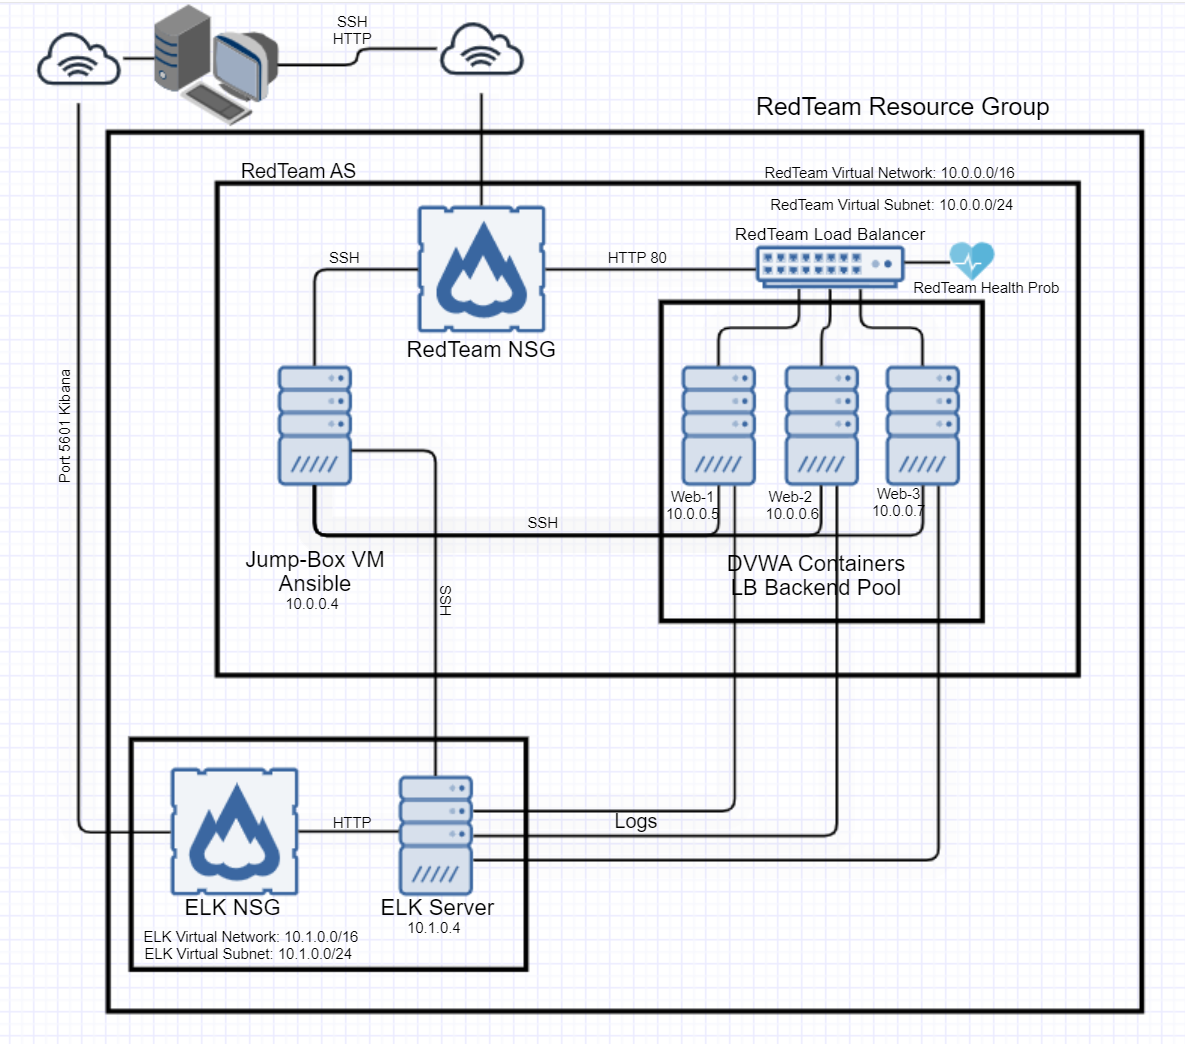 SSH
HTTP
RedTeam Resource Group
RedTeam AS
RedTeam Virtual Network: 10.0.0.0/16
RedTeam Virtual Subnet: 10.0.0.0/24
RedTeam Load Balancer
SSH
HTTP 80
RedTeam Health Prob
RedTeam NSG
Port 5601 Kibana
Web-1
10.0.0.5
Web-2
10.0.0.6
Web-3
10.0.0.7
SSH
Jump-Box VM
Ansible
10.0.0.4
DVWA Containers
LB Backend Pool
SSH
HTTP
Logs
ELK NSG
ELK Server
10.1.0.4
ELK Virtual Network: 10.1.0.0/16
ELK Virtual Subnet: 10.1.0.0/24